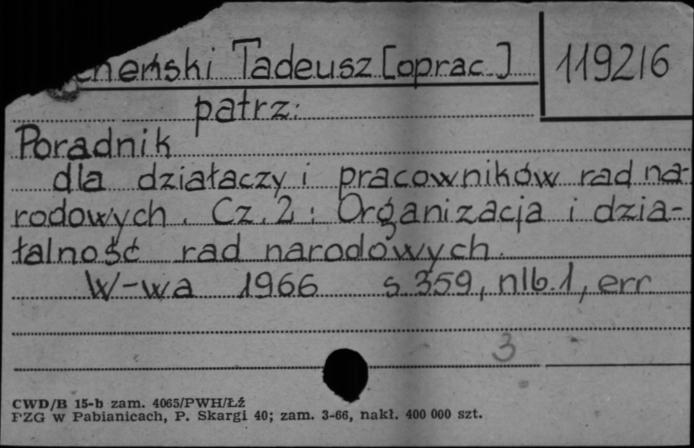 Tadeusz [oprac.]
119216
patrz:
Poradnik
dla działaczy i pracowników rad na-
rodowych. Cz. 2: Organizacja i dzia-
łalność rad narodowych.
W-wa 1966 s. 359, nlb. 1, err
3
CWD/B 15-b zam. 4065/PWH/ŁŹ
PZG w Pabianicach, P. Skargi 40; zam. 3-66, nakł. 400 000 szt.